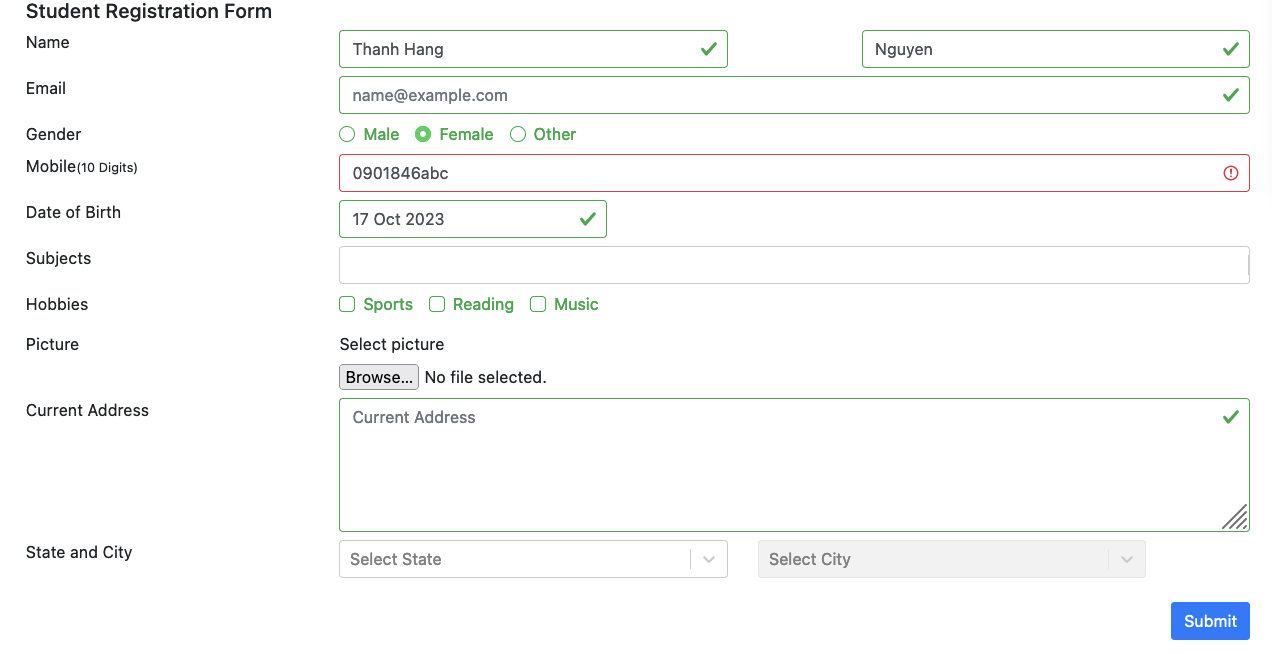 Student Registration Form
Name Thanh Hang Nguyen
Email name@example.com
Gender Male Female Other
Mobile(10 Digits) 0901846abc
Date of Birth 17 Oct 2023
Subjects
Hobbies Sports Reading Music
Picture Select picture
Browse... No file selected.
Current Address Current Address
State and City Select State Select City
Submit